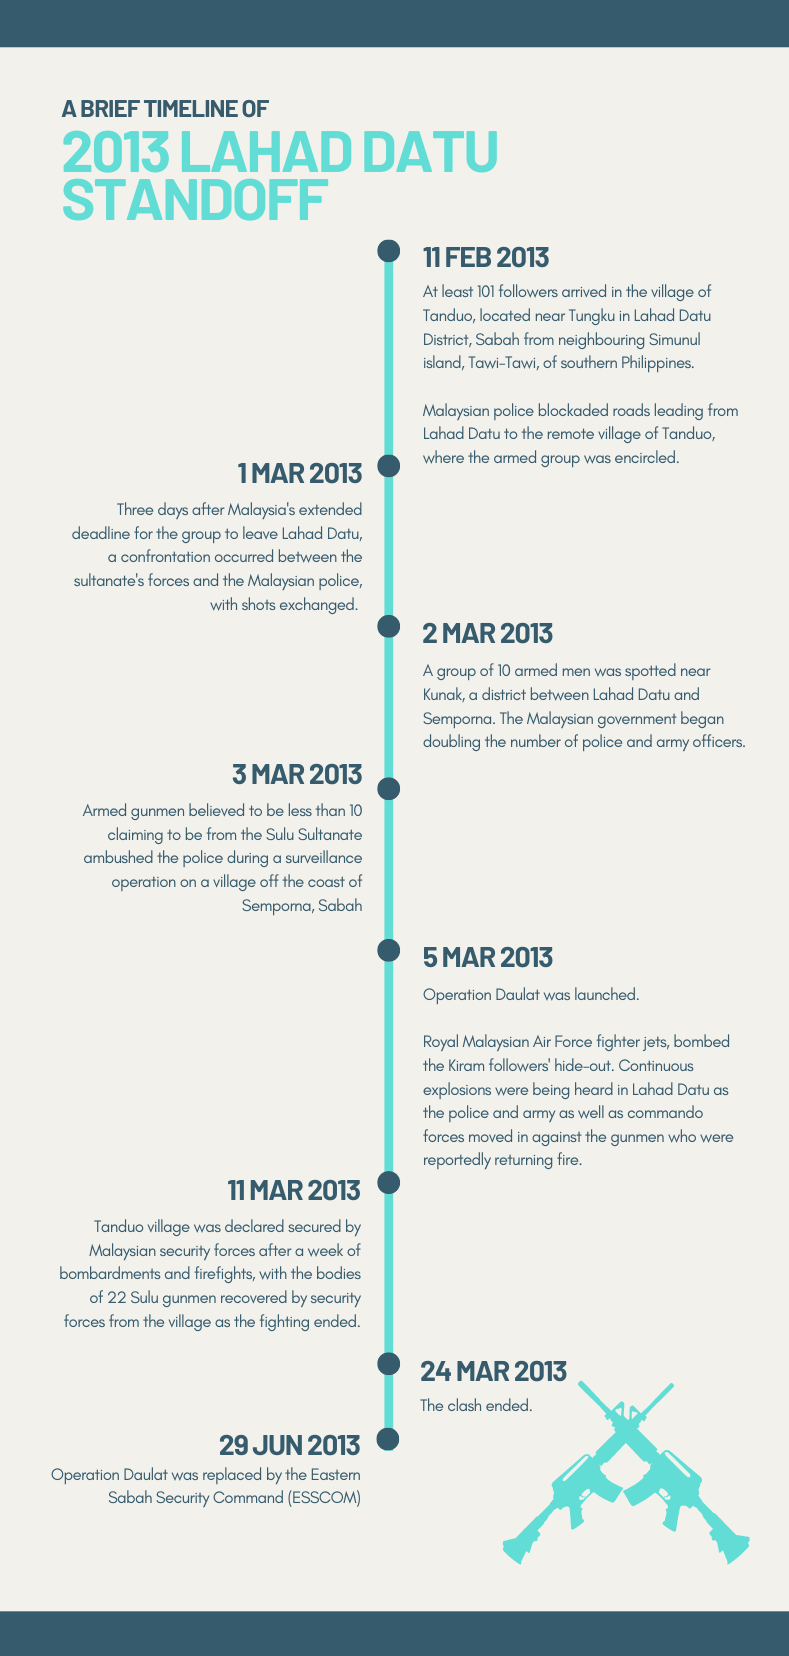 A BRIEF TIMELINE OF
2013 LAHAD DATU
STANDOFF
11 FEB 2013
At least 101 followers arrived in the village of
Tanduo, located near Tungku in Lahad Datu
District, Sabah from neighbouring Simunul
island, Tawi-Tawi, of southern Philippines.
Malaysian police blockaded roads leading from
Lahad Datu to the remote village of Tanduo,
where the armed group was encircled.
1 MAR 2013
Three days after Malaysia's extended
deadline for the group to leave Lahad Datu,
a confrontation occurred between the
sultanate's forces and the Malaysian police,
with shots exchanged.
2 MAR 2013
A group of 10 armed men was spotted near
Kunak, a district between Lahad Datu and
Semporna. The Malaysian government began
doubling the number of police and army officers.
3 MAR 2013
Armed gunmen believed to be less than 10
claiming to be from the Sulu Sultanate
ambushed the police during a surveillance
operation on a village off the coast of
Semporna, Sabah
5 MAR 2013
Operation Daulat was launched.
Royal Malaysian Air Force fighter jets, bombed
the Kiram followers' hide-out. Continuous
explosions were being heard in Lahad Datu as
the police and army as well as commando
forces moved in against the gunmen who were
reportedly returning fire.
11 MAR 2013
Tanduo village was declared secured by
Malaysian security forces after a week of
bombardments and firefights, with the bodies
of 22 Sulu gunmen recovered by security
forces from the village as the fighting ended.
24 MAR 2013
The clash ended.
29 JUN 2013
Operation Daulat was replaced by the Eastern
Sabah Security Command (ESSCOM)